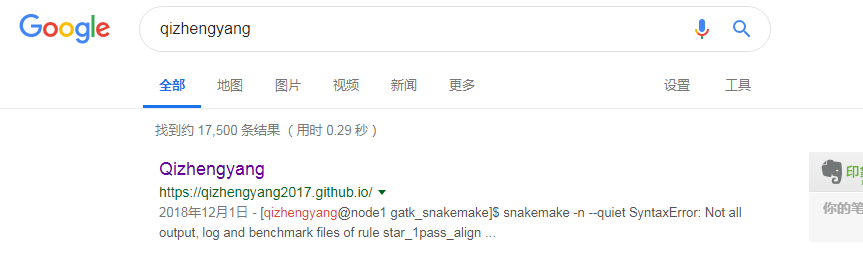 Google
qizhengyang
全部 地图 图片 视频 新闻 更多 设置 工具
找到约 17,500 条结果 （用时 0.29 秒）
Qizhengyang
https://qizhengyang2017.github.io/
2018年12月1日 - [qizhengyang@node1 gatk_snakemake]$ snakemake -n --quiet SyntaxError: Not all
output, log and benchmark files of rule star_1pass_align ...
印
你的笔